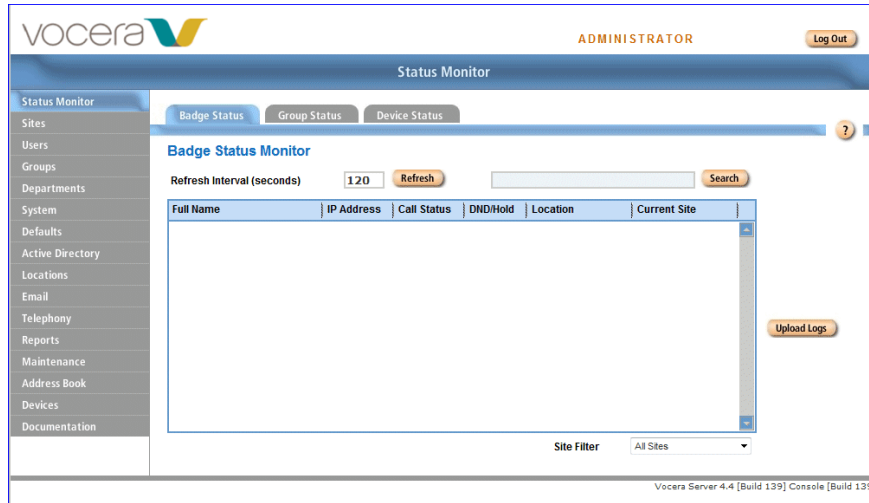 vocera
ADMINISTRATOR
Log Out
Status Monitor
Status Monitor
Sites
Users
Groups
Departments
System
Defaults
Active Directory
Locations
Email
Telephony
Reports
Maintenance
Address Book
Devices
Documentation
Badge Status Group Status Device Status
?
Badge Status Monitor
Refresh Interval (seconds) 120 Refresh Search
Full Name IP Address Call Status DND/Hold Location Current Site
Upload Logs
Site Filter All Sites
Vocera Server 4.4 [Build 139] Console [Build 139